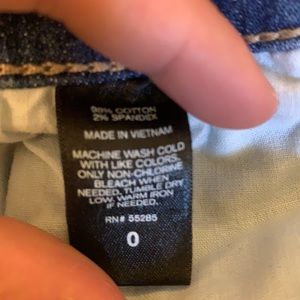 98% COTTON
2% SPANDEX
MADE IN VIETNAM
MACHINE WASH COLD
WITH LIKE COLORS.
ONLY NON-CHLORINE
BLEACH WHEN
NEEDED. TUMBLE DRY
LOW. WARM IRON
IF NEEDED.
RN# 55285
0